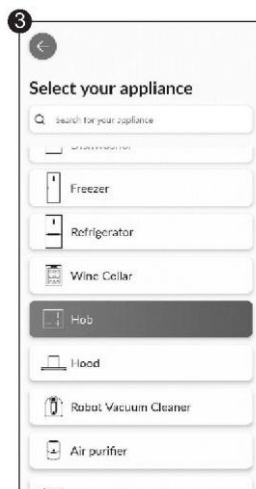 3
Select your appliance
Search for your appliance
Dishwasher
Freezer
Refrigerator
Wine Cellar
Hob
Hood
Robot Vacuum Cleaner
Air purifier